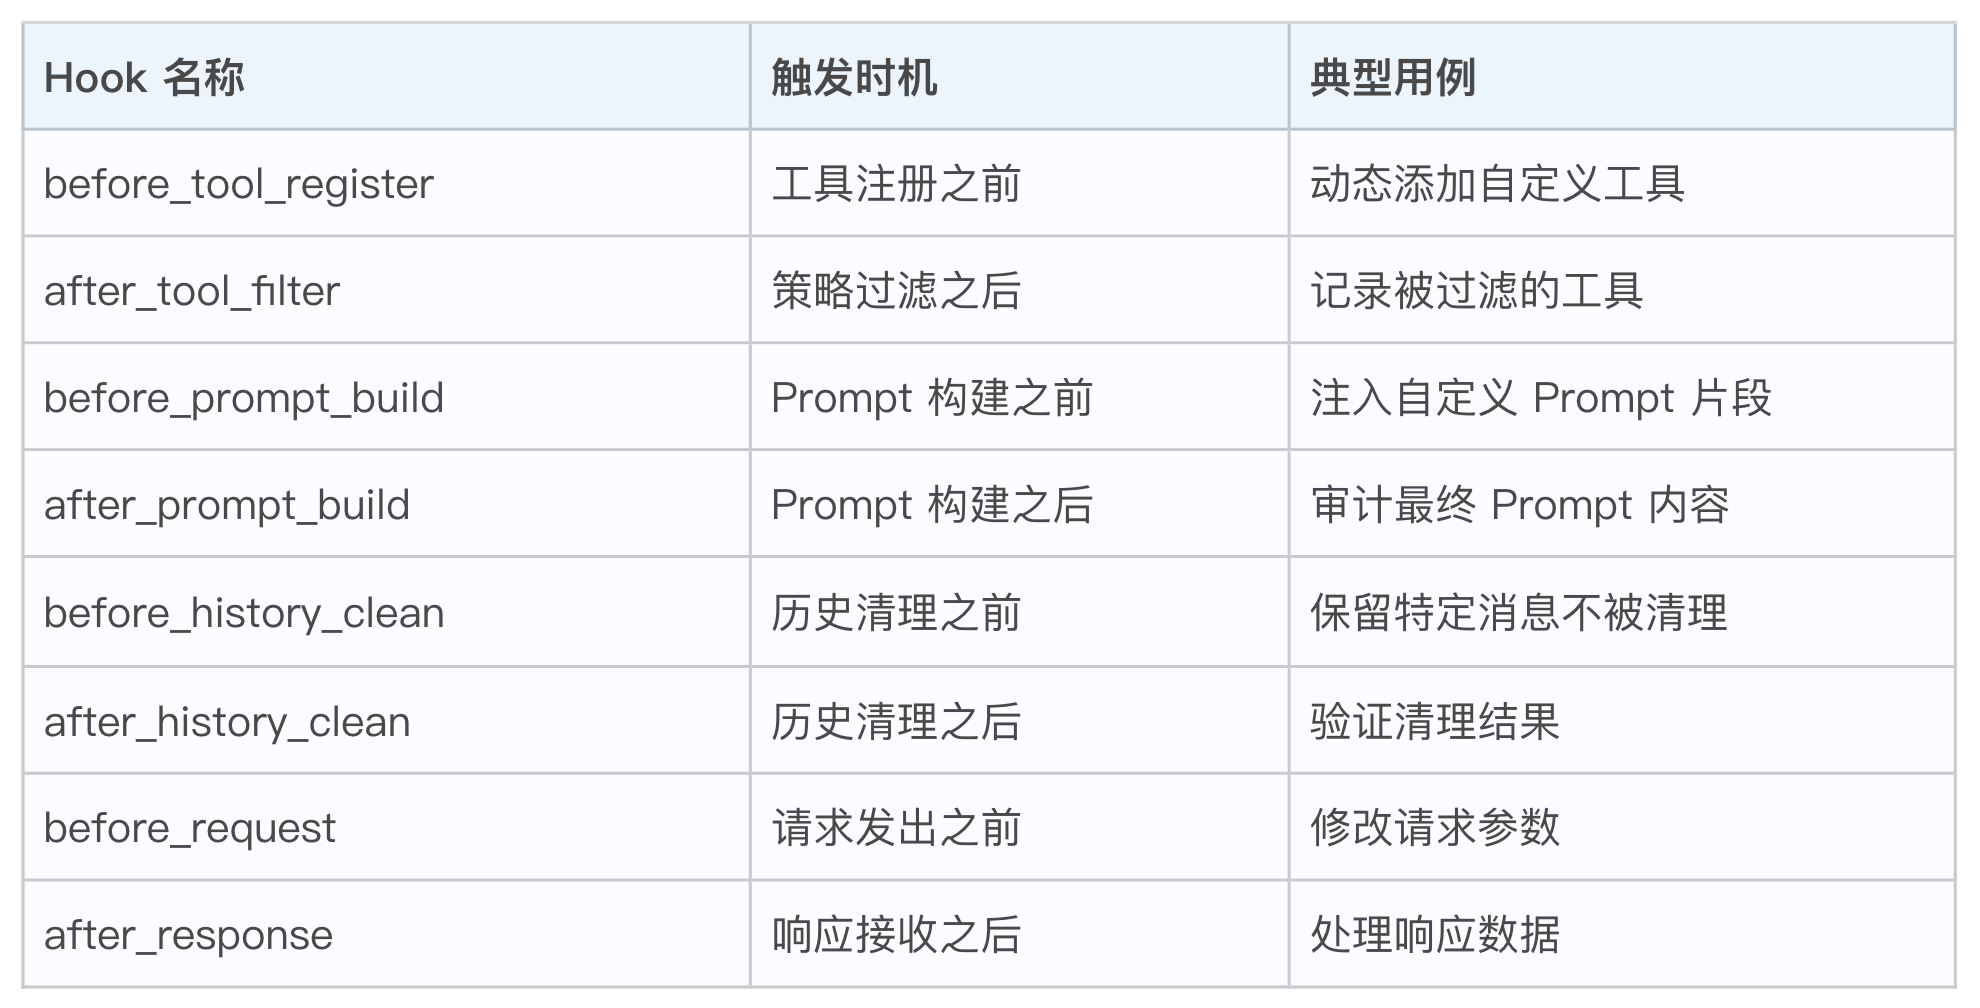 Hook 名称 触发时机 典型用例
before_tool_register 工具注册之前 动态添加自定义工具
after_tool_filter 策略过滤之后 记录被过滤的工具
before_prompt_build Prompt 构建之前 注入自定义 Prompt 片段
after_prompt_build Prompt 构建之后 审计最终 Prompt 内容
before_history_clean 历史清理之前 保留特定消息不被清理
after_history_clean 历史清理之后 验证清理结果
before_request 请求发出之前 修改请求参数
after_response 响应接收之后 处理响应数据